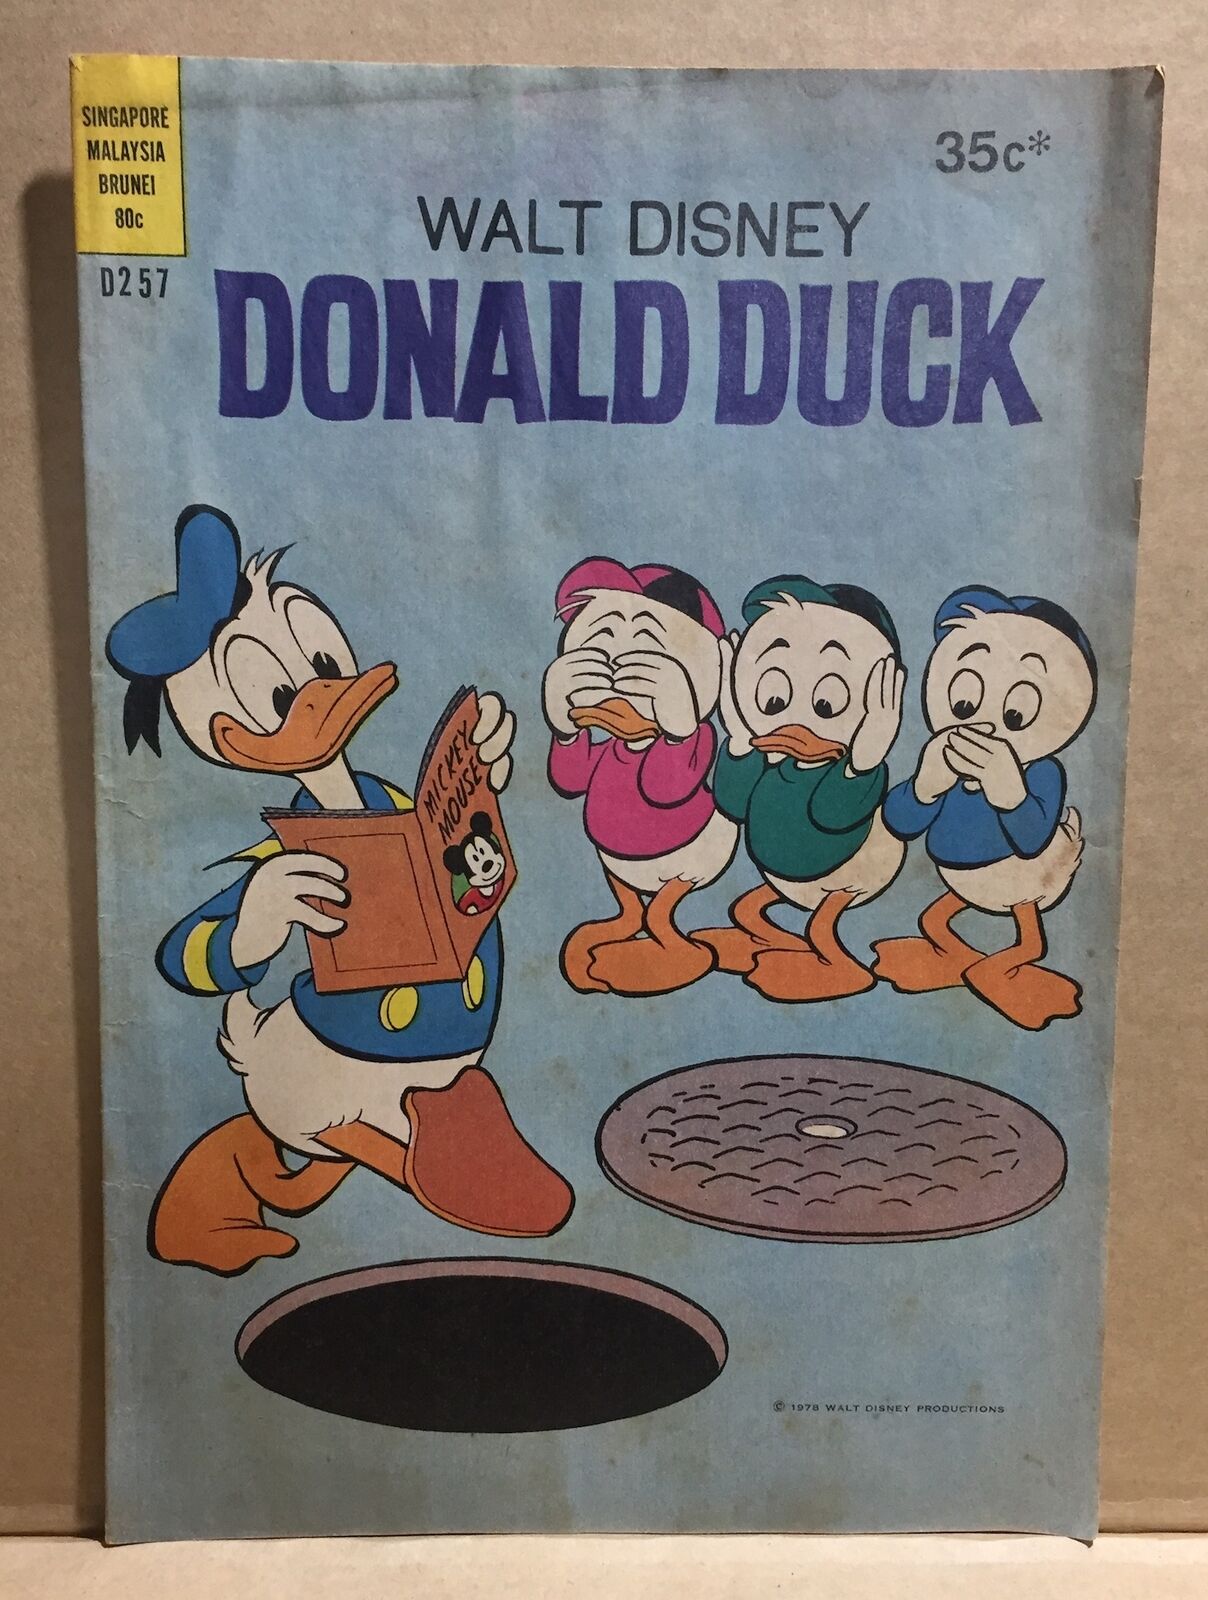 SINGAPORE
MALAYSIA
BRUNEI
80c
D257
35c*
WALT DISNEY
DONALD DUCK
MICKEY
MOUSE
© 1978 WALT DISNEY PRODUCTIONS